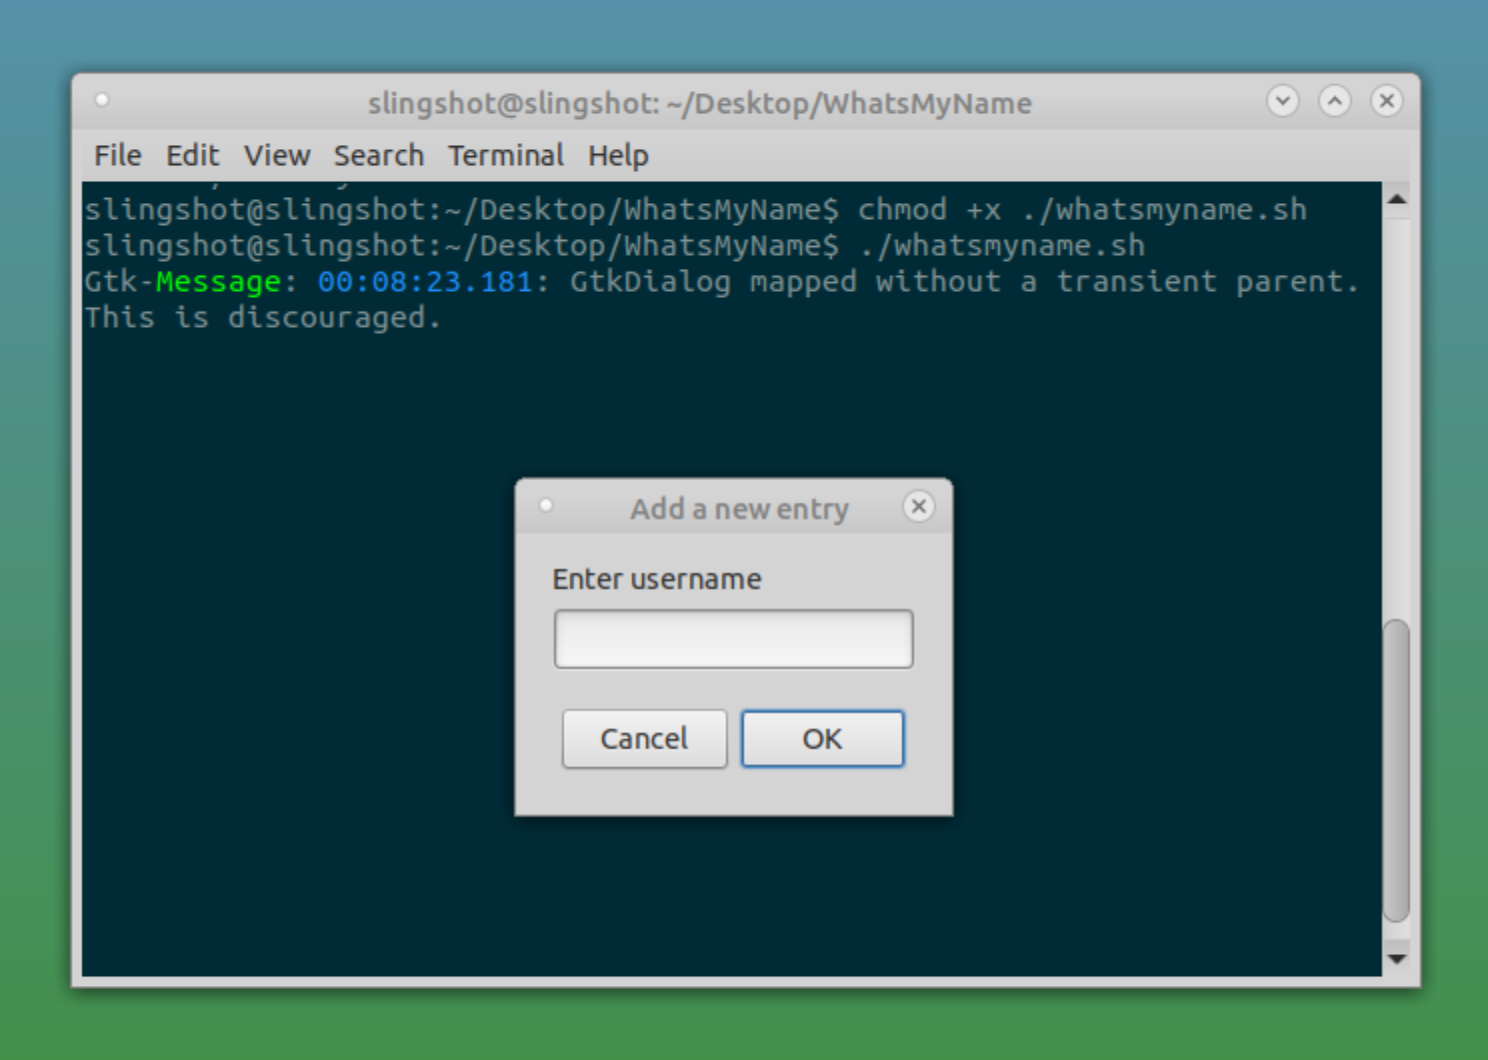 slingshot@slingshot: ~/Desktop/WhatsMyName
File Edit View Search Terminal Help
slingshot@slingshot:~/Desktop/WhatsMyName$ chmod +x ./whatsmyname.sh
slingshot@slingshot:~/Desktop/WhatsMyName$ ./whatsmyname.sh
Gtk-Message: 00:08:23.181: GtkDialog mapped without a transient parent.
This is discouraged.
Add a new entry
Enter username
Cancel OK